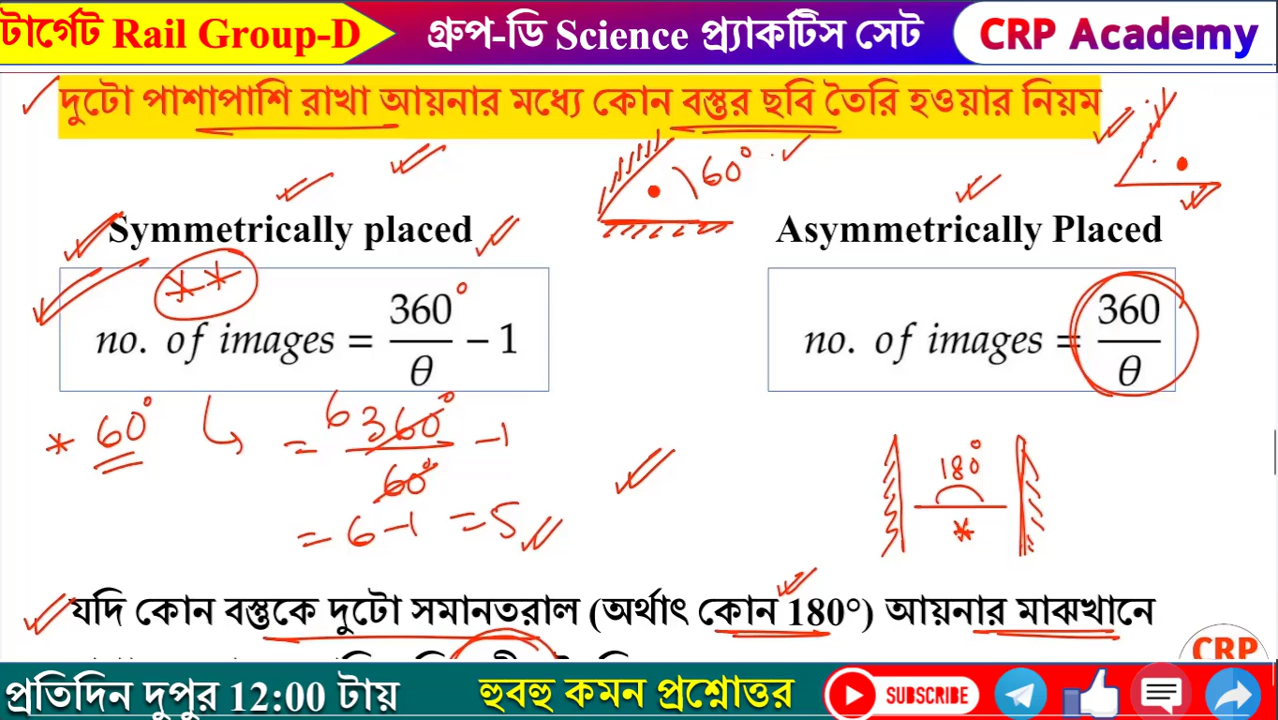 টার্গেট Rail Group-D
গ্রুপ-ডি Science প্র্যাকটিস সেট
CRP Academy
দুটো পাশাপাশি রাখা আয়নার মধ্যে কোন বস্তুর ছবি তৈরি হওয়ার নিয়ম
60°
Symmetrically placed
Asymmetrically Placed
**
no. of images = 360°/θ − 1
no. of images = 360/θ
* 60°
= 6 360°/60° − 1
= 6 − 1 = 5
180°
*
যদি কোন বস্তুকে দুটো সমানতরাল (অর্থাৎ কোন 180°) আয়নার মাঝখানে
CRP
প্রতিদিন দুপুর 12:00 টায়
হুবহু কমন প্রশ্নোত্তর
SUBSCRIBE